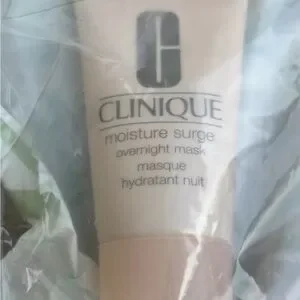 CLINIQUE
moisture surge
overnight mask
masque
hydratant nuit